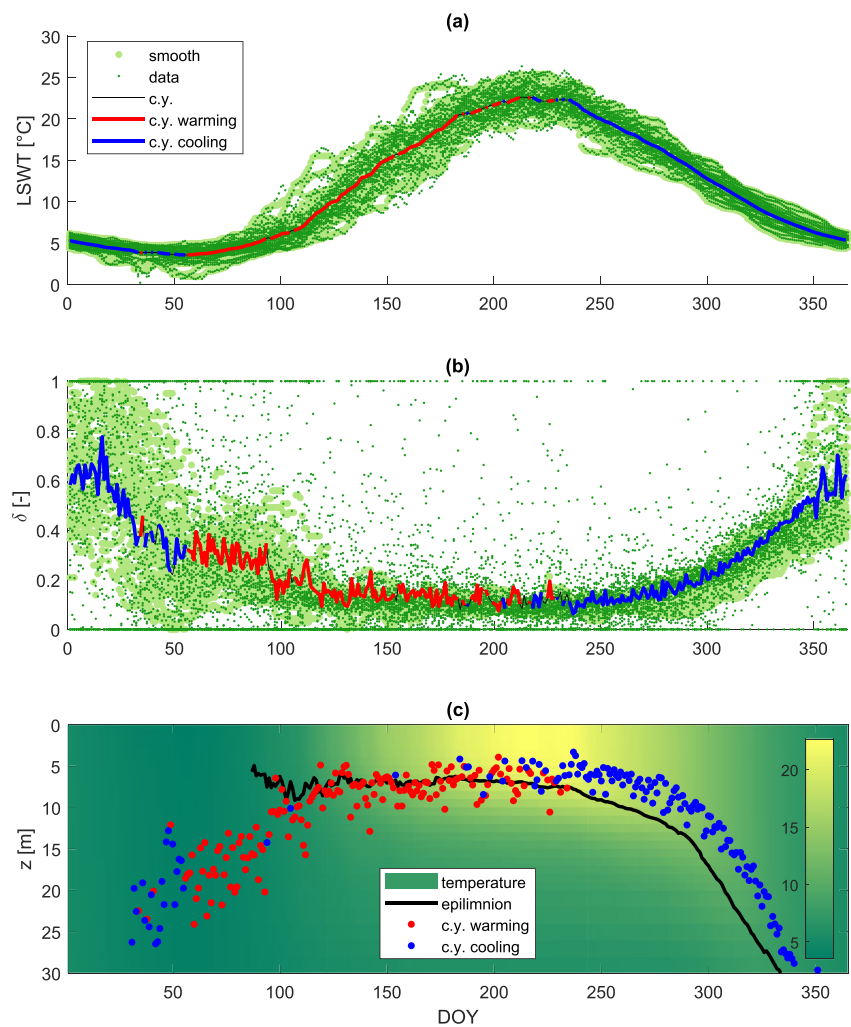 (a)
30
25
20
15
10
5
0
LSWT [°C]
smooth
data
c.y.
c.y. warming
c.y. cooling
0 50 100 150 200 250 300 350
(b)
1
0.8
0.6
0.4
0.2
0
δ [-]
0 50 100 150 200 250 300 350
(c)
0
5
10
15
20
25
30
z [m]
temperature
epilimnion
c.y. warming
c.y. cooling
20
15
10
5
50 100 150 200 250 300 350
DOY